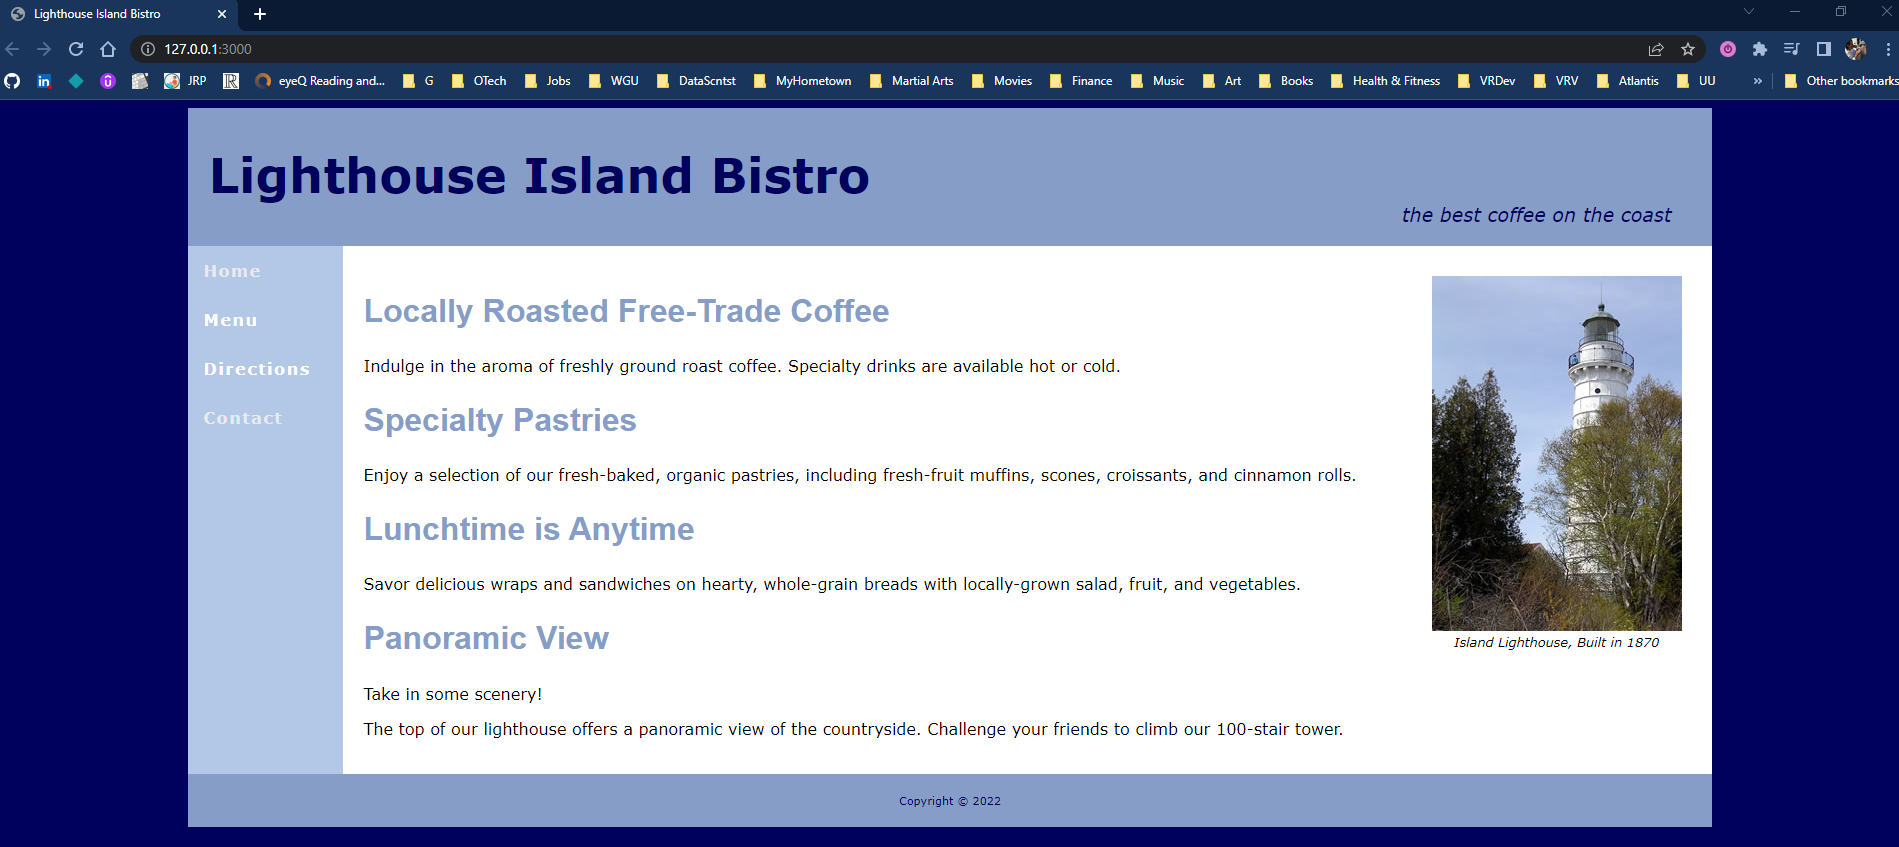 Lighthouse Island Bistro
127.0.0.1:3000
JRP
R
eyeQ Reading and...
G
OTech
Jobs
WGU
DataScntst
MyHometown
Martial Arts
Movies
Finance
Music
Art
Books
Health & Fitness
VRDev
VRV
Atlantis
UU
»
Other bookmarks
Lighthouse Island Bistro
the best coffee on the coast
Home
Menu
Directions
Contact
Locally Roasted Free-Trade Coffee
Indulge in the aroma of freshly ground roast coffee. Specialty drinks are available hot or cold.
Specialty Pastries
Enjoy a selection of our fresh-baked, organic pastries, including fresh-fruit muffins, scones, croissants, and cinnamon rolls.
Lunchtime is Anytime
Savor delicious wraps and sandwiches on hearty, whole-grain breads with locally-grown salad, fruit, and vegetables.
Panoramic View
Take in some scenery!
The top of our lighthouse offers a panoramic view of the countryside. Challenge your friends to climb our 100-stair tower.
Island Lighthouse, Built in 1870
Copyright © 2022